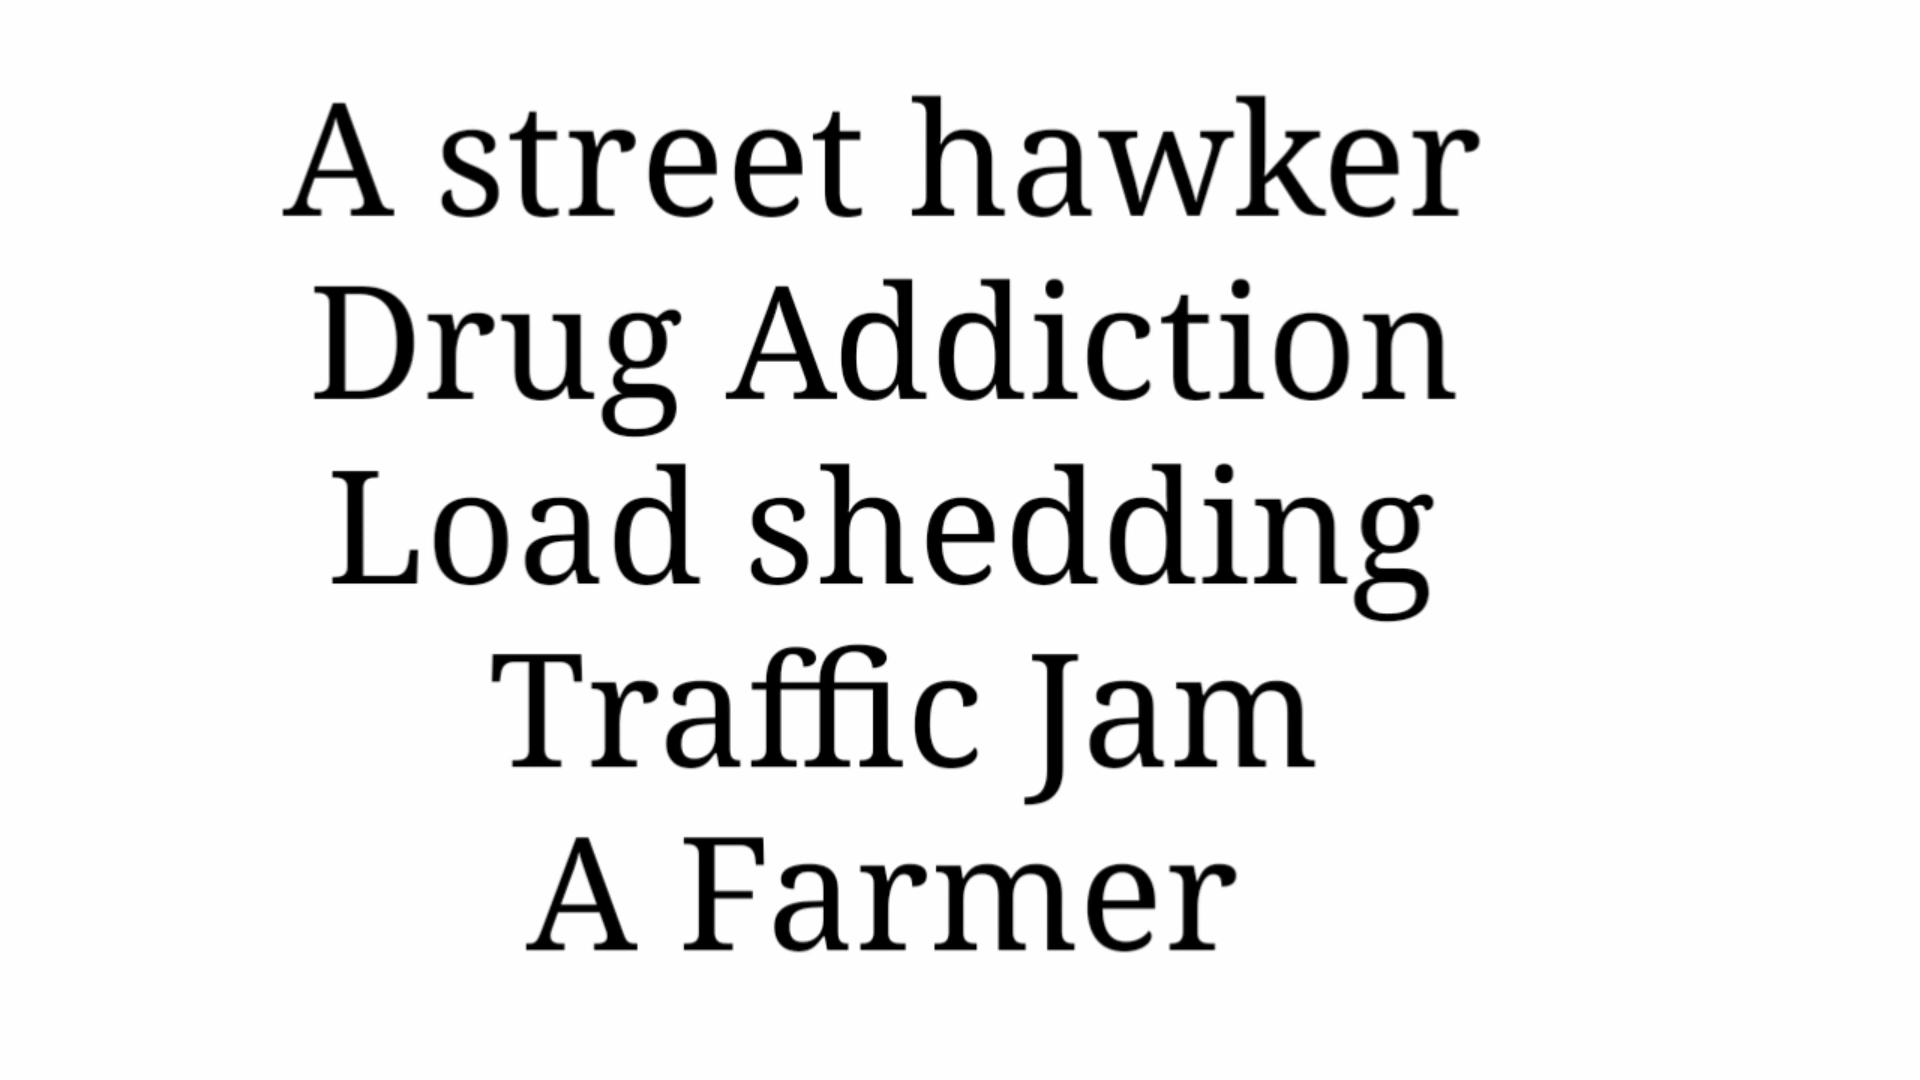 A street hawker
Drug Addiction
Load shedding
Traffic Jam
A Farmer